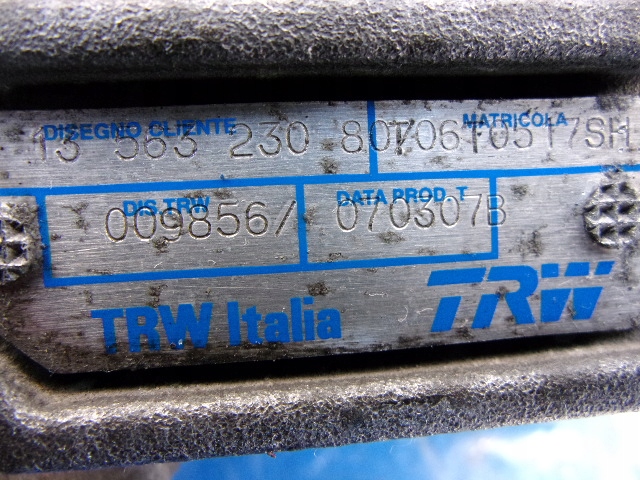 DISEGNO CLIENTE MATRICOLA
13 563 230 80
DIS. TRW DATA PROD. T
009856/ 070307B
TRW Italia TRW